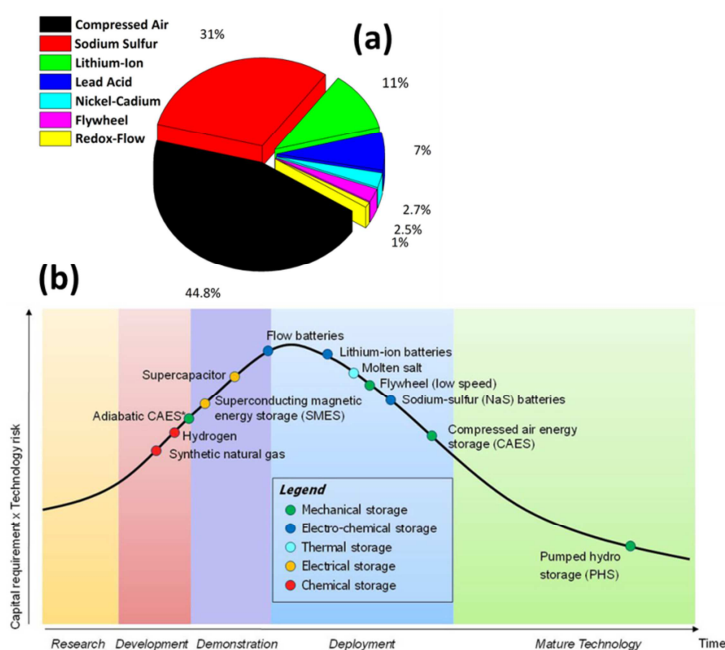 Compressed Air
Sodium Sulfur
Lithium-Ion
Lead Acid
Nickel-Cadium
Flywheel
Redox-Flow
31%
(a)
11%
7%
2.7%
2.5%
1%
44.8%
(b)
Capital requirement x Technology risk
Flow batteries
Lithium-ion batteries
Molten salt
Supercapacitor
Flywheel (low speed)
Superconducting magnetic
energy storage (SMES)
Sodium-sulfur (NaS) batteries
Adiabatic CAES*
Hydrogen
Synthetic natural gas
Compressed air energy
storage (CAES)
Legend
Mechanical storage
Electro-chemical storage
Thermal storage
Electrical storage
Chemical storage
Pumped hydro
storage (PHS)
Research
Development
Demonstration
Deployment
Mature Technology
Time